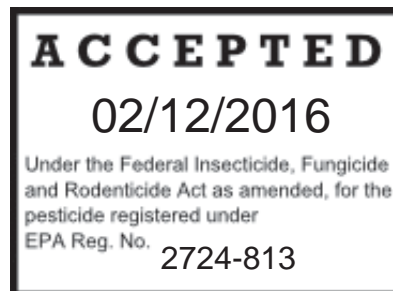 ACCEPTED
02/12/2016
Under the Federal Insecticide, Fungicide
and Rodenticide Act as amended, for the
pesticide registered under
EPA Reg. No. 2724-813